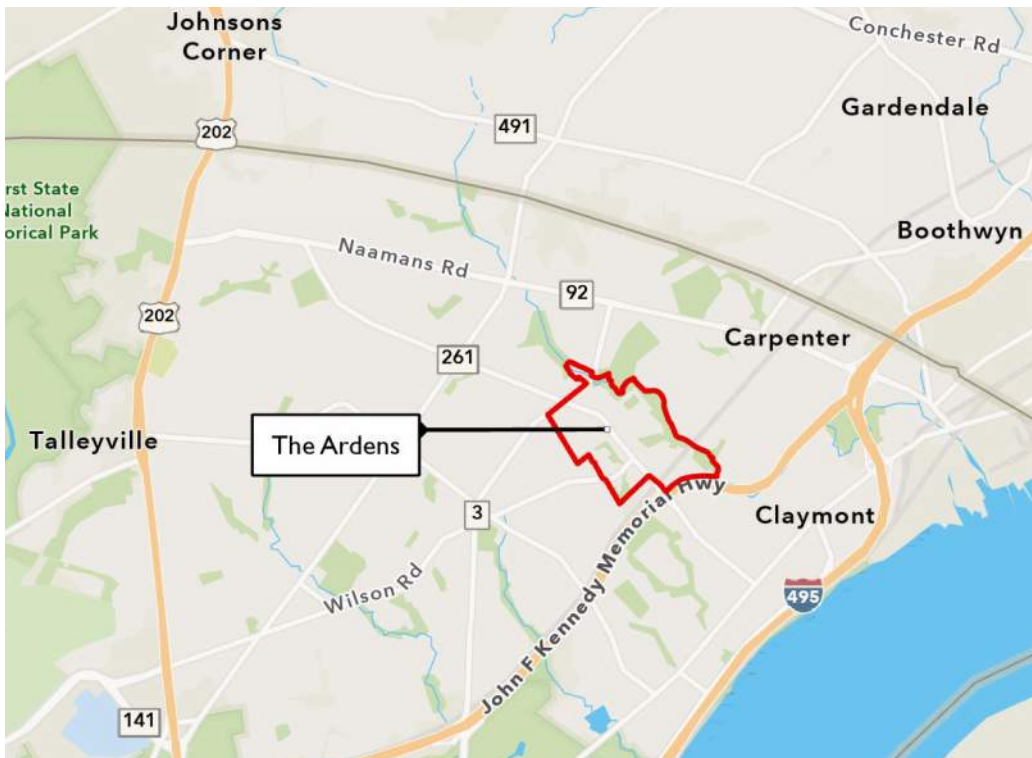 Johnsons
Corner
Conchester Rd
Gardendale
202
491
rst State
National
orical Park
Boothwyn
Naamans Rd
92
202
Carpenter
261
The Ardens
Talleyville
3
Claymont
Wilson Rd
495
John F Kennedy Memorial Hwy
141